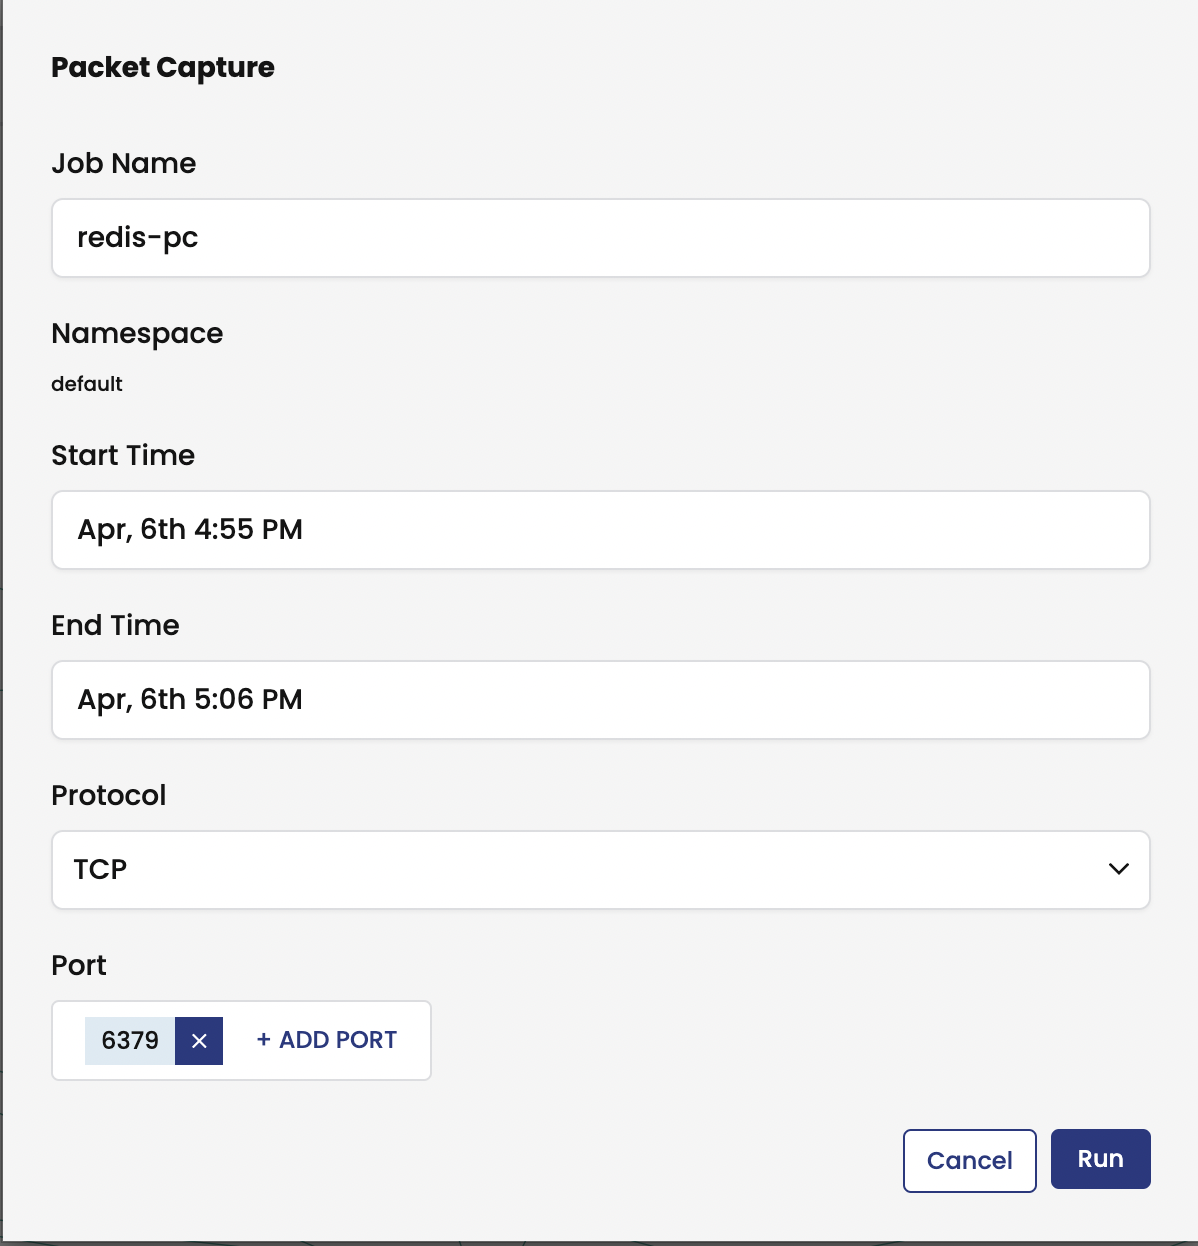 Packet Capture
Job Name
redis-pc
Namespace
default
Start Time
Apr, 6th 4:55 PM
End Time
Apr, 6th 5:06 PM
Protocol
TCP
Port
6379 × + ADD PORT
Cancel Run